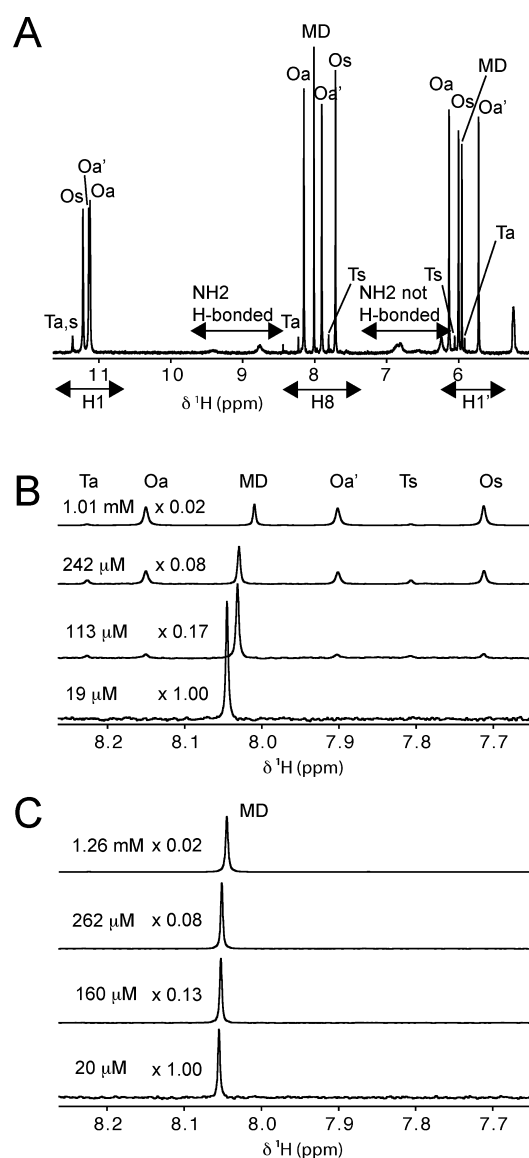 A
MD
Oa
Os
Oa'
Oa
Os
MD
Oa'
Oa'
Os
Oa
Ta,s
NH2
H-bonded
Ta
Ts
NH2 not
H-bonded
Ts
Ta
11 10 9 8 7 6
H1 δ ¹H (ppm) H8 H1'
B
Ta Oa MD Oa' Ts Os
1.01 mM x 0.02
242 μM x 0.08
113 μM x 0.17
19 μM x 1.00
8.2 8.1 8.0 7.9 7.8 7.7
δ ¹H (ppm)
C
MD
1.26 mM x 0.02
262 μM x 0.08
160 μM x 0.13
20 μM x 1.00
8.2 8.1 8.0 7.9 7.8 7.7
δ ¹H (ppm)